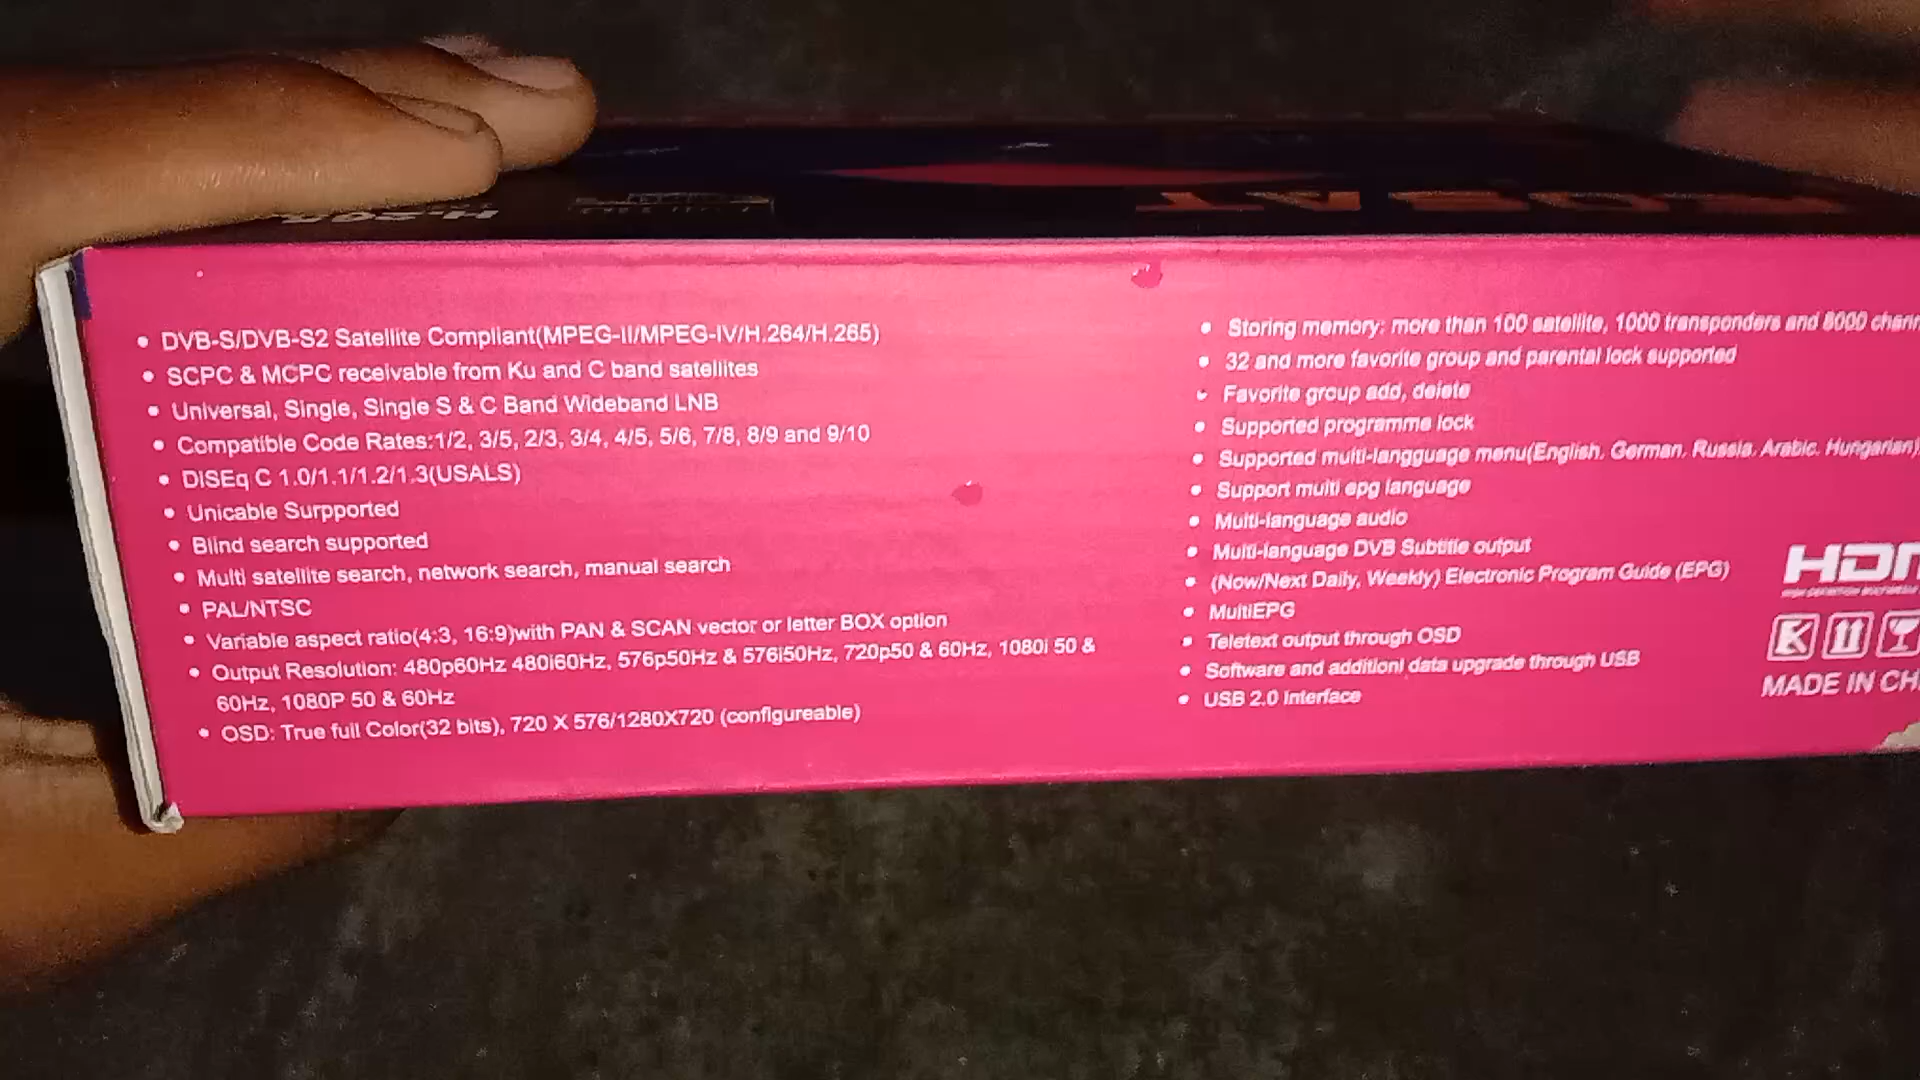 H.265
• DVB-S/DVB-S2 Satellite Compliant(MPEG-II/MPEG-IV/H.264/H.265)
• SCPC & MCPC receivable from Ku and C band satellites
• Universal, Single, Single S & C Band Wideband LNB
• Compatible Code Rates:1/2, 3/5, 2/3, 3/4, 4/5, 5/6, 7/8, 8/9 and 9/10
• DISEq C 1.0/1.1/1.2/1.3(USALS)
• Unicable Surpported
• Blind search supported
• Multi satellite search, network search, manual search
• PAL/NTSC
• Variable aspect ratio(4:3, 16:9)with PAN & SCAN vector or letter BOX option
• Output Resolution: 480p60Hz 480i60Hz, 576p50Hz & 576i50Hz, 720p50 & 60Hz, 1080i 50 &
60Hz, 1080P 50 & 60Hz
• OSD: True full Color(32 bits), 720 X 576/1280X720 (configureable)
• Storing memory: more than 100 satellite, 1000 transponders and 8000 chann
• 32 and more favorite group and parental lock supported
• Favorite group add, delete
• Supported programme lock
• Supported multi-langguage menu(English, German, Russia, Arabic, Hungarian)
• Support multi epg language
• Multi-language audio
• Multi-language DVB Subtitle output
• (Now/Next Daily, Weekly) Electronic Program Guide (EPG)
• MultiEPG
• Teletext output through OSD
• Software and additionl data upgrade through USB
• USB 2.0 Interface
HDM
MADE IN CHI